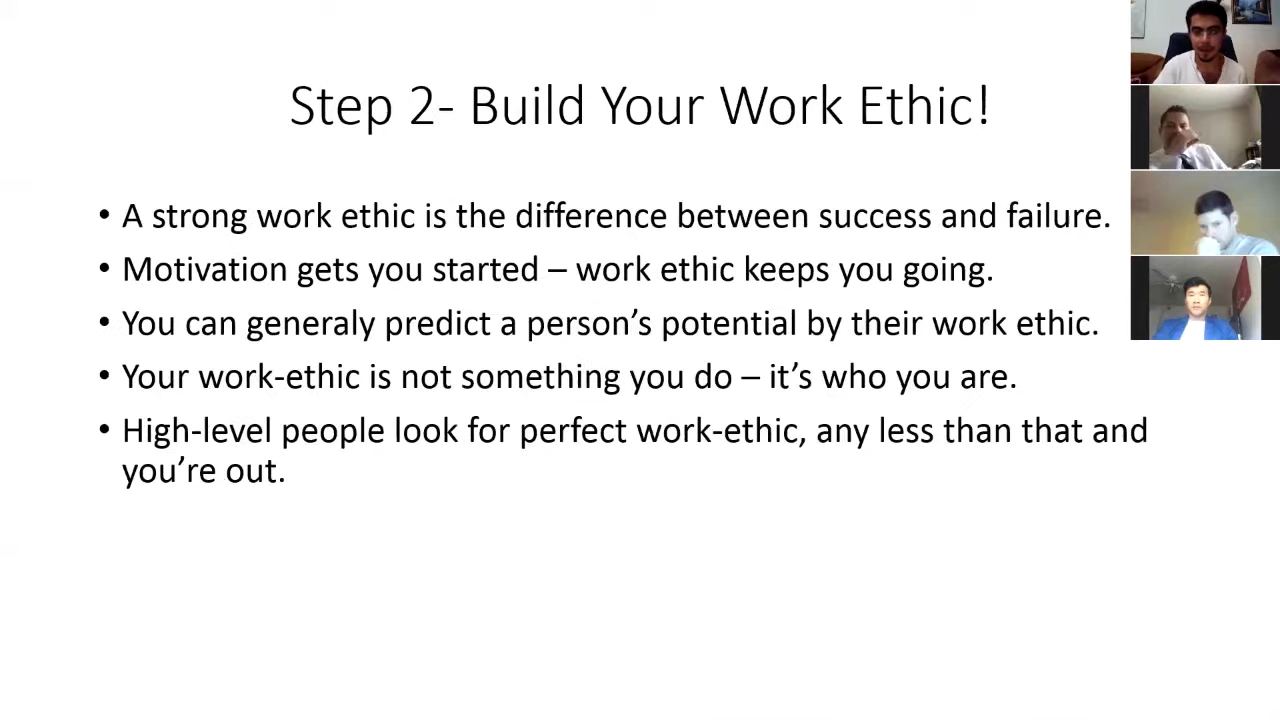 Step 2- Build Your Work Ethic!
• A strong work ethic is the difference between success and failure.
• Motivation gets you started – work ethic keeps you going.
• You can generaly predict a person’s potential by their work ethic.
• Your work-ethic is not something you do – it’s who you are.
• High-level people look for perfect work-ethic, any less than that and
you’re out.